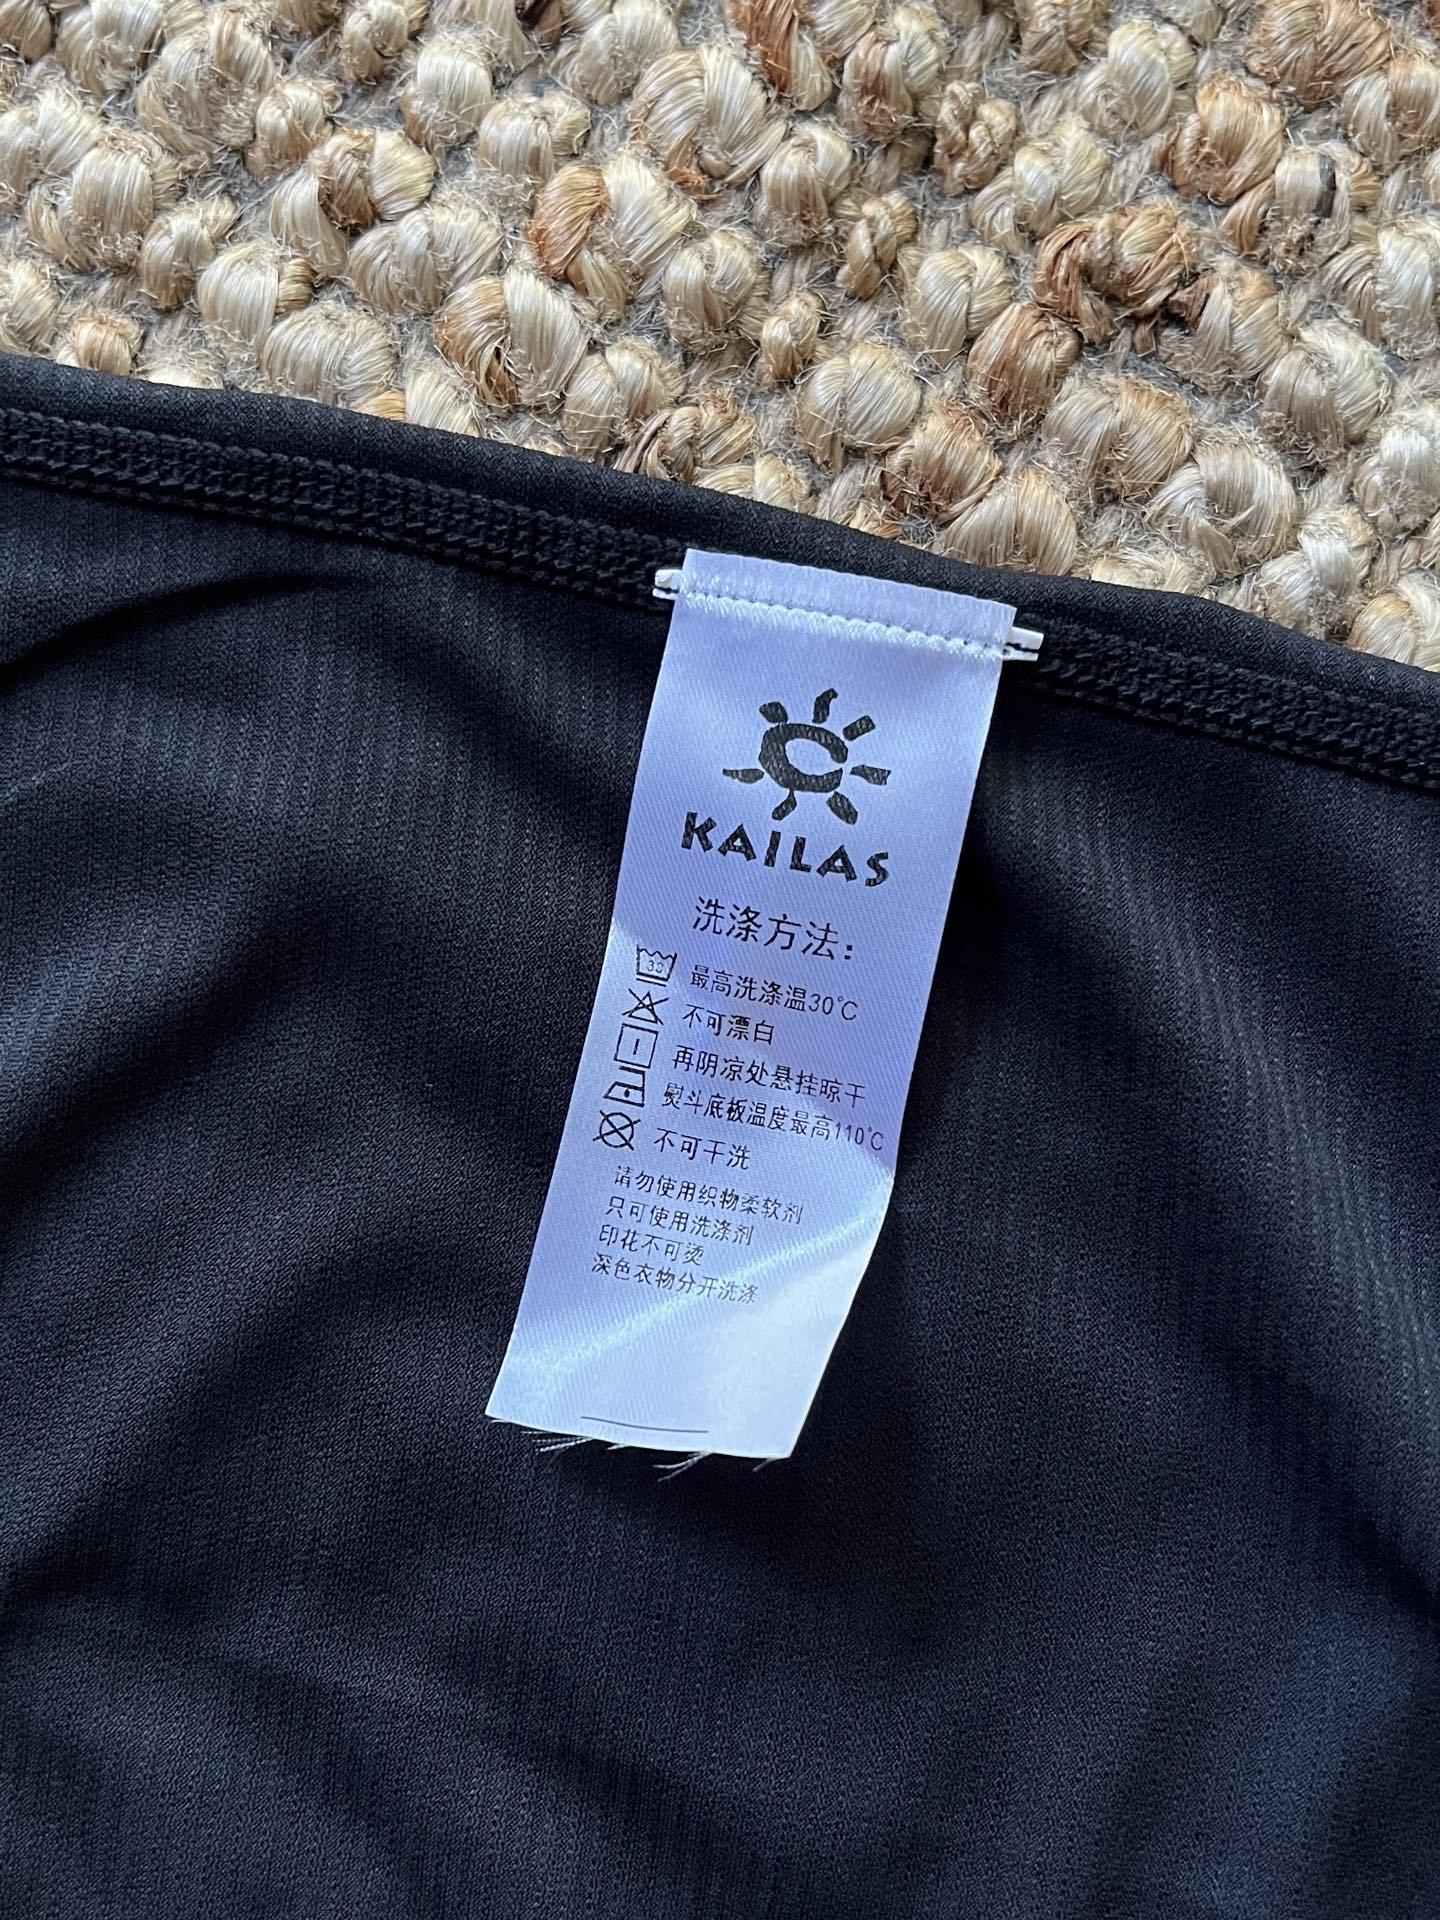 KAILAS
洗涤方法：
30 最高洗涤温30°C
不可漂白
再阴凉处悬挂晾干
熨斗底板温度最高110°C
不可干洗
请勿使用织物柔软剂
只可使用洗涤剂
印花不可烫
深色衣物分开洗涤